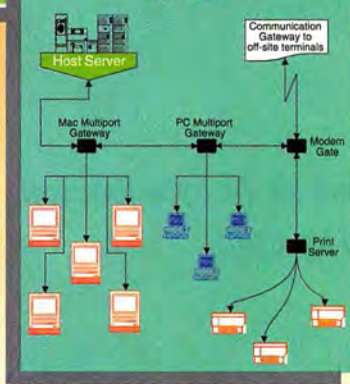 Communication
Gateway to
off-site terminals
Host Server
Mac Multiport
Gateway
PC Multiport
Gateway
Modem
Gate
Print
Server